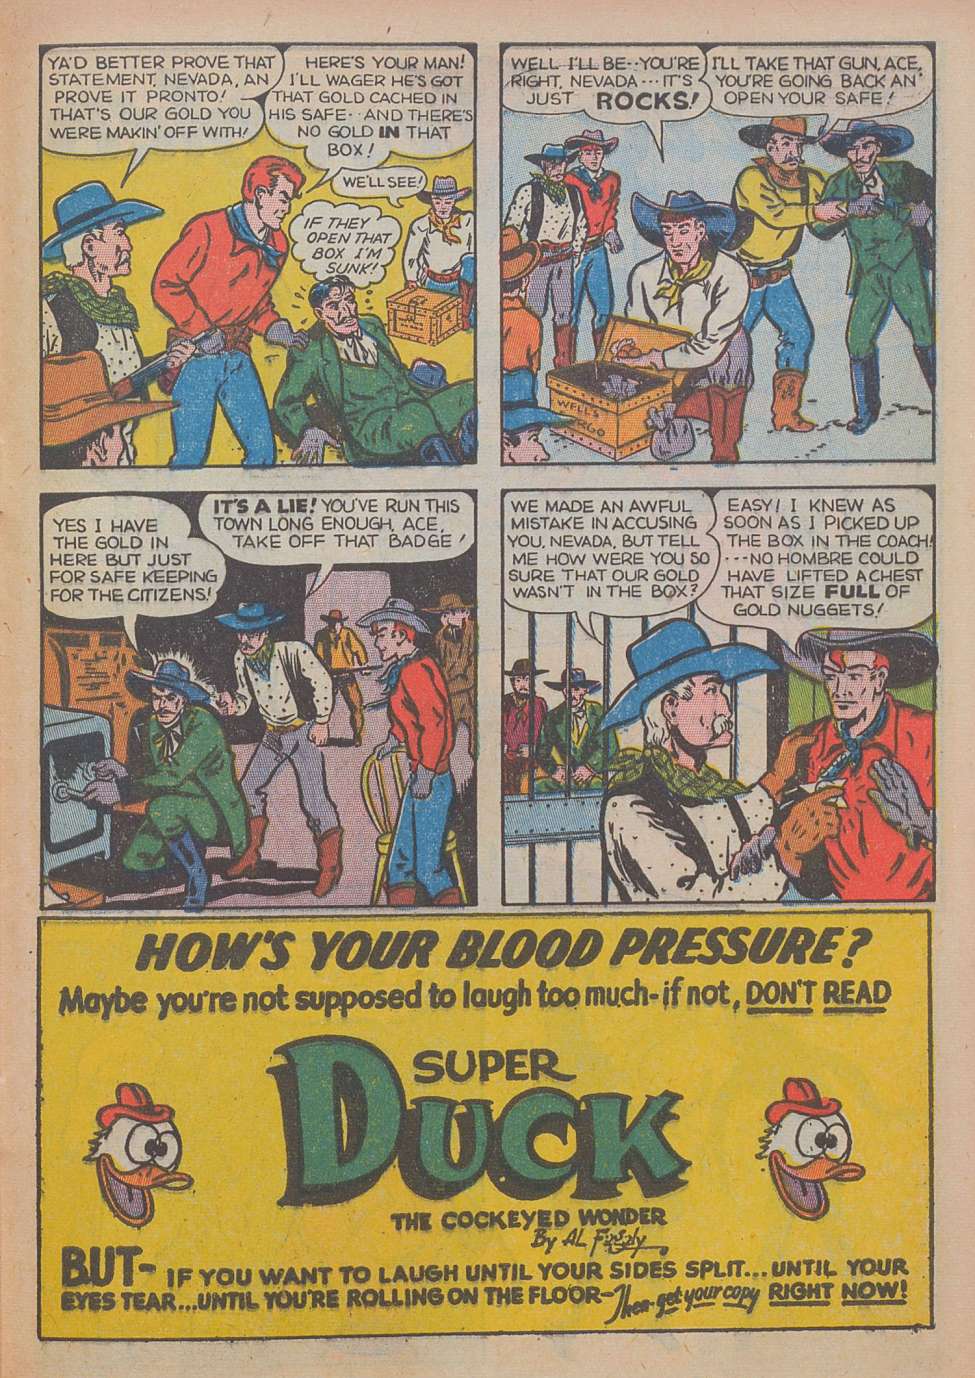 YA'D BETTER PROVE THAT
STATEMENT, NEVADA, AN
PROVE IT PRONTO!
THAT'S OUR GOLD YOU
WERE MAKIN' OFF WITH!
HERE'S YOUR MAN!
I'LL WAGER HE'S GOT
THAT GOLD CACHED IN
HIS SAFE·· AND THERE'S
NO GOLD IN THAT
BOX!
WE'LL SEE!
IF THEY
OPEN THAT
BOX I'M
SUNK!
WELL I'LL BE··YOU'RE
RIGHT, NEVADA···IT'S
JUST ROCKS!
I'LL TAKE THAT GUN, ACE,
YOU'RE GOING BACK AN'
OPEN YOUR SAFE!
WELL'S
YES I HAVE
THE GOLD IN
HERE BUT JUST
FOR SAFE KEEPING
FOR THE CITIZENS!
IT'S A LIE! YOU'VE RUN THIS
TOWN LONG ENOUGH, ACE,
TAKE OFF THAT BADGE!
WE MADE AN AWFUL
MISTAKE IN ACCUSING
YOU, NEVADA, BUT TELL
ME HOW WERE YOU SO
SURE THAT OUR GOLD
WASN'T IN THE BOX?
EASY! I KNEW AS
SOON AS I PICKED UP
THE BOX IN THE COACH!
···NO HOMBRE COULD
HAVE LIFTED A CHEST
THAT SIZE FULL OF
GOLD NUGGETS!
HOW'S YOUR BLOOD PRESSURE?
Maybe you're not supposed to laugh too much-if not, DON'T READ
SUPER
DUCK
THE COCKEYED WONDER
By AL
BUT- IF YOU WANT TO LAUGH UNTIL YOUR SIDES SPLIT... UNTIL YOUR
EYES TEAR...UNTIL YOU'RE ROLLING ON THE FLOOR- Then get your copy RIGHT NOW!